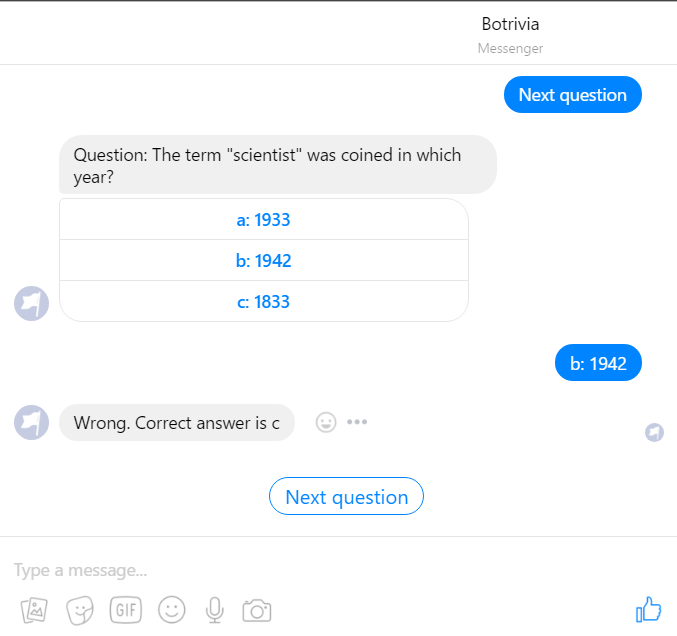 Botrivia
Messenger
Next question
Question: The term "scientist" was coined in which
year?
a: 1933
b: 1942
c: 1833
b: 1942
Wrong. Correct answer is c
Next question
Type a message...
GIF